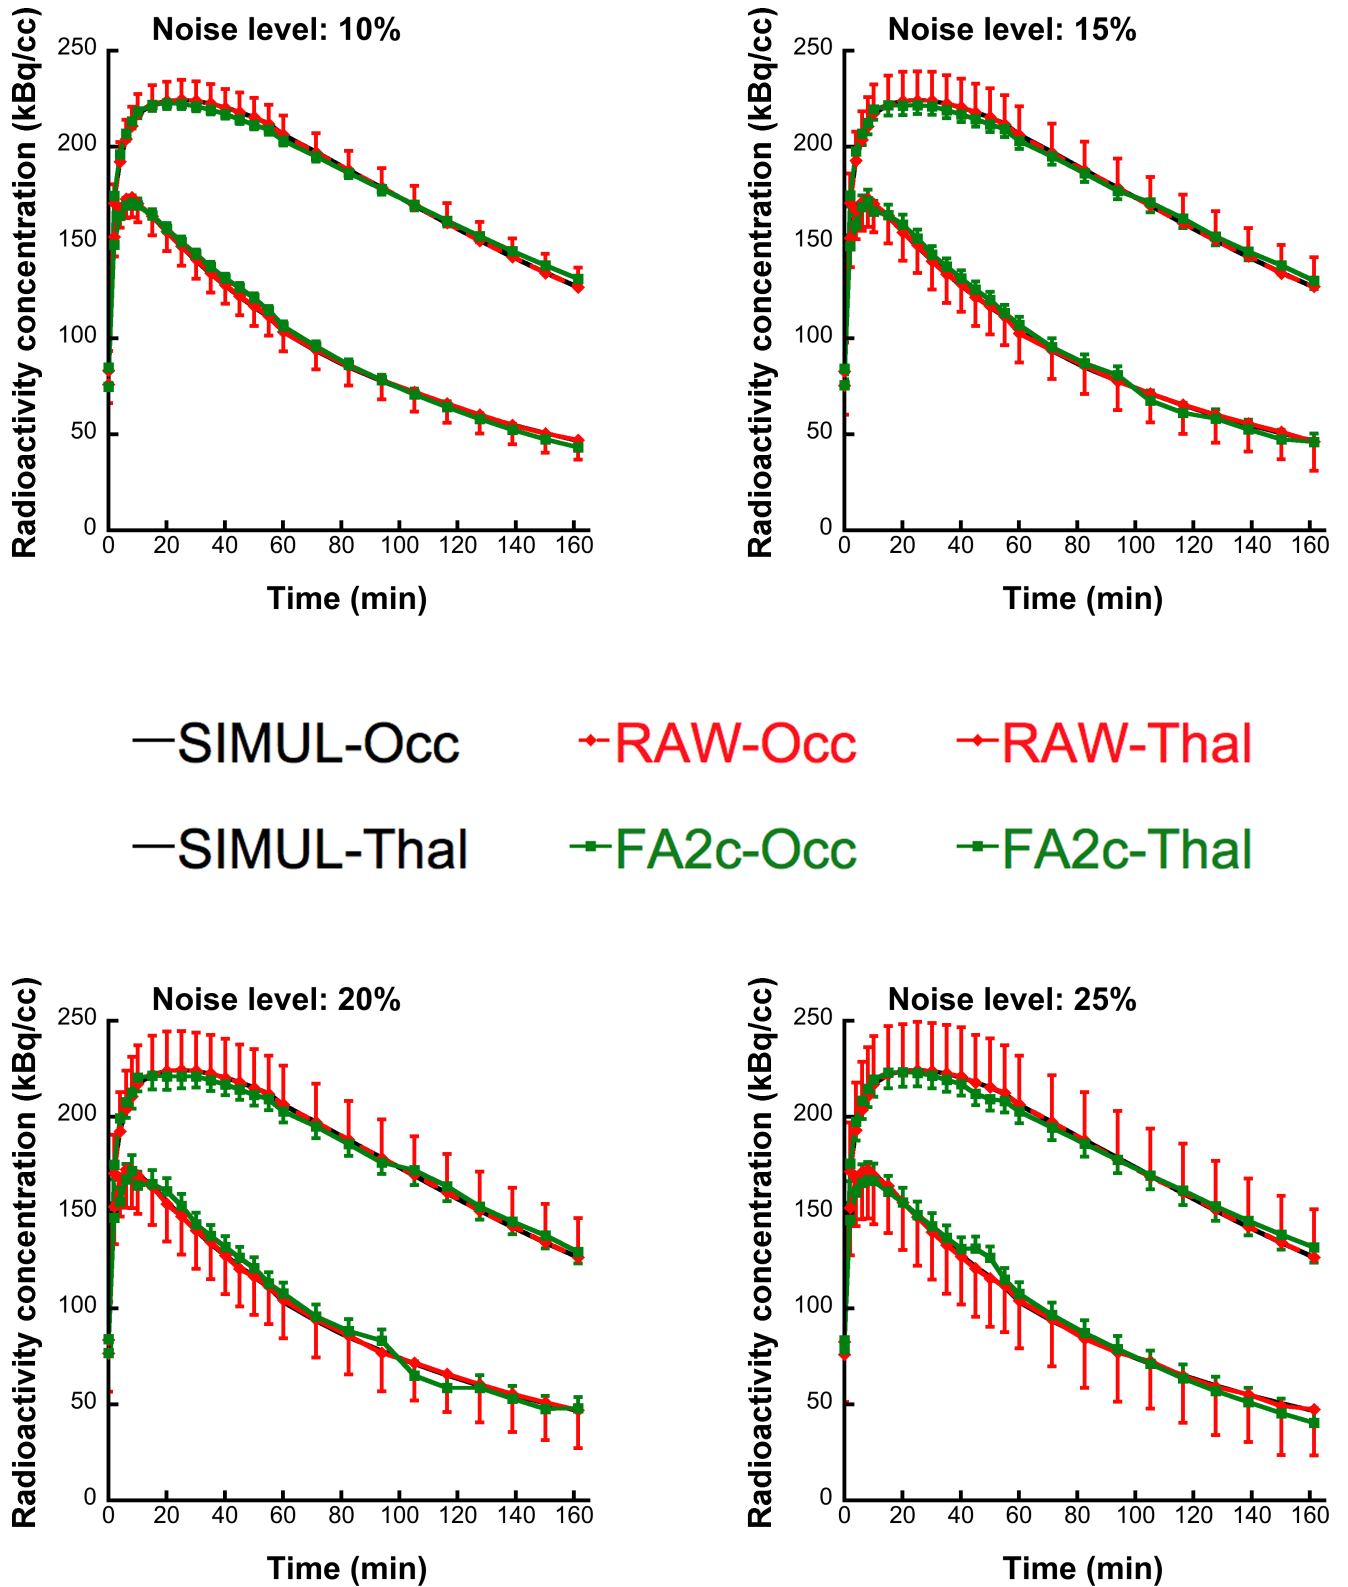 Noise level: 10%
Radioactivity concentration (kBq/cc)
250
200
150
100
50
0
0 20 40 60 80 100 120 140 160
Time (min)
Noise level: 15%
Radioactivity concentration (kBq/cc)
250
200
150
100
50
0
0 20 40 60 80 100 120 140 160
Time (min)
SIMUL-Occ RAW-Occ RAW-Thal
SIMUL-Thal FA2c-Occ FA2c-Thal
Noise level: 20%
Radioactivity concentration (kBq/cc)
250
200
150
100
50
0
0 20 40 60 80 100 120 140 160
Time (min)
Noise level: 25%
Radioactivity concentration (kBq/cc)
250
200
150
100
50
0
0 20 40 60 80 100 120 140 160
Time (min)